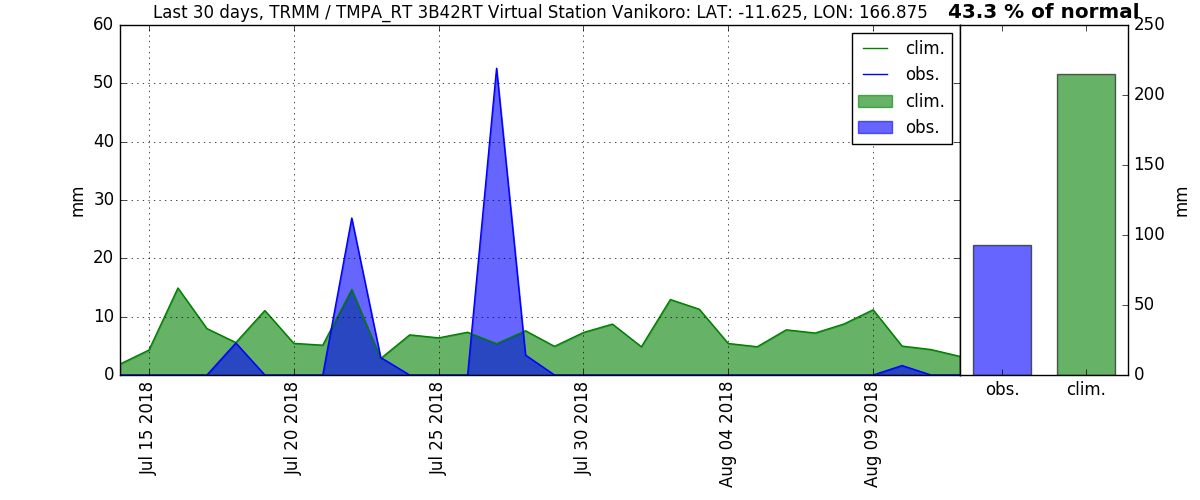 Last 30 days, TRMM / TMPA_RT 3B42RT Virtual Station Vanikoro: LAT: -11.625, LON: 166.875
43.3 % of normal
60
50
40
30
20
10
0
mm
clim.
obs.
clim.
obs.
Jul 15 2018
Jul 20 2018
Jul 25 2018
Jul 30 2018
Aug 04 2018
Aug 09 2018
250
200
150
100
50
0
mm
obs.
clim.